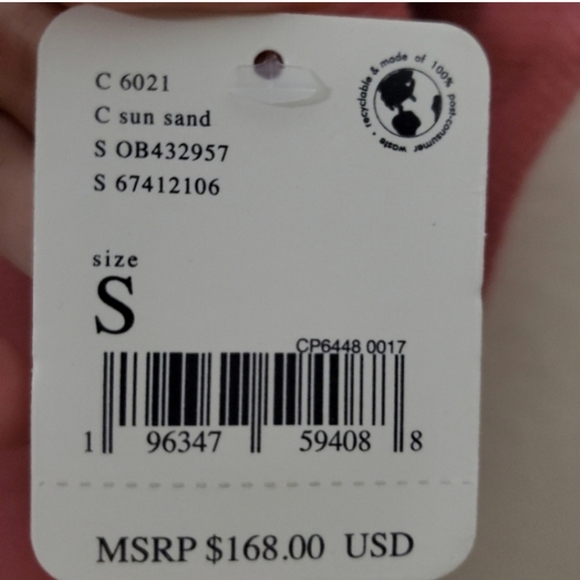 C 6021
C sun sand
S OB432957
S 67412106
recyclable & made of 100% post-consumer waste •
size
S
CP6448 0017
1 96347 59408 8
MSRP $168.00 USD